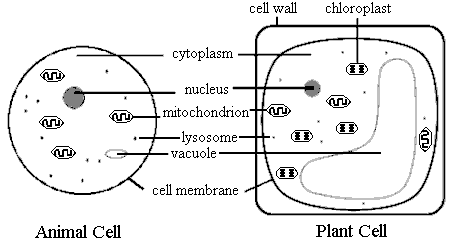 cell wall
chloroplast
cytoplasm
nucleus
mitochondrion
lysosome
vacuole
cell membrane
Animal Cell
Plant Cell